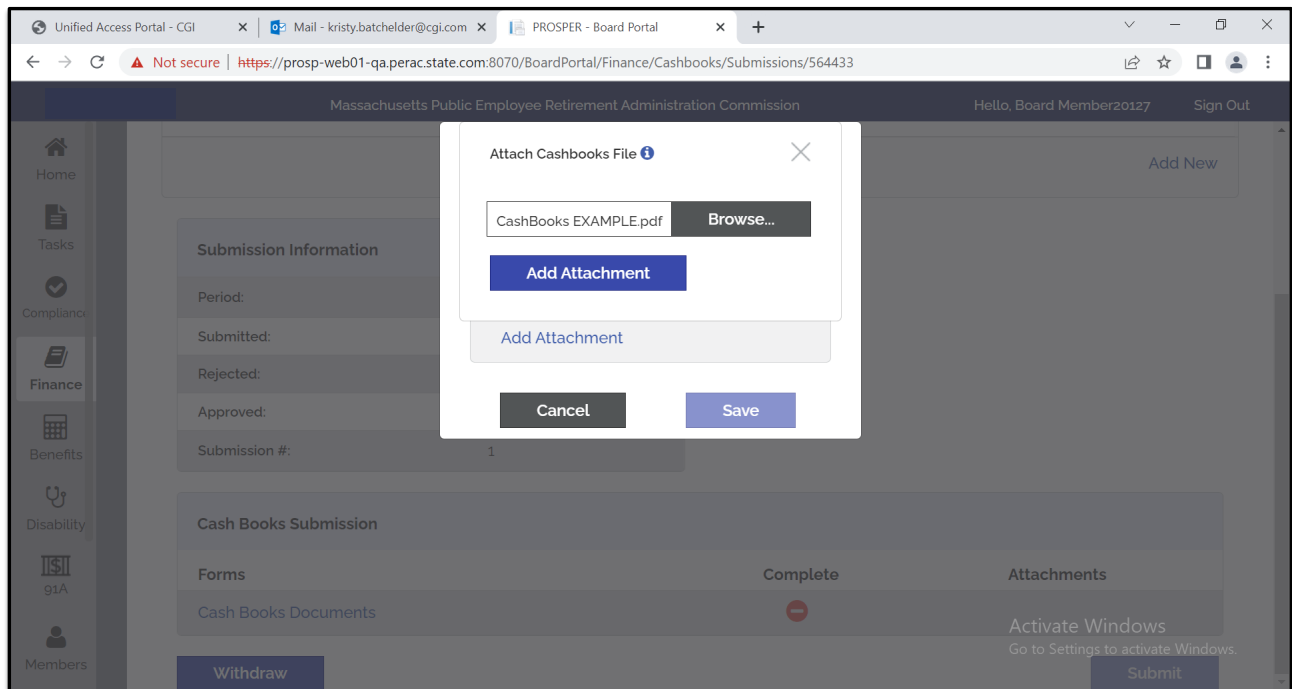 Unified Access Portal - CGI
Mail - kristy.batchelder@cgi.com
PROSPER - Board Portal
Not secure | https://prosp-web01-qa.perac.state.com:8070/BoardPortal/Finance/Cashbooks/Submissions/564433
Massachusetts Public Employee Retirement Administration Commission Hello, Board Member20127 Sign Out
Home
Tasks
Compliance
Finance
Benefits
Disability
91A
Members
Add New
Attach Cashbooks File
CashBooks EXAMPLE.pdf Browse...
Add Attachment
Add Attachment
Cancel Save
Submission Information
Period:
Submitted:
Rejected:
Approved:
Submission #: 1
Cash Books Submission
Forms Complete Attachments
Cash Books Documents
Withdraw Submit
Activate Windows
Go to Settings to activate Windows.